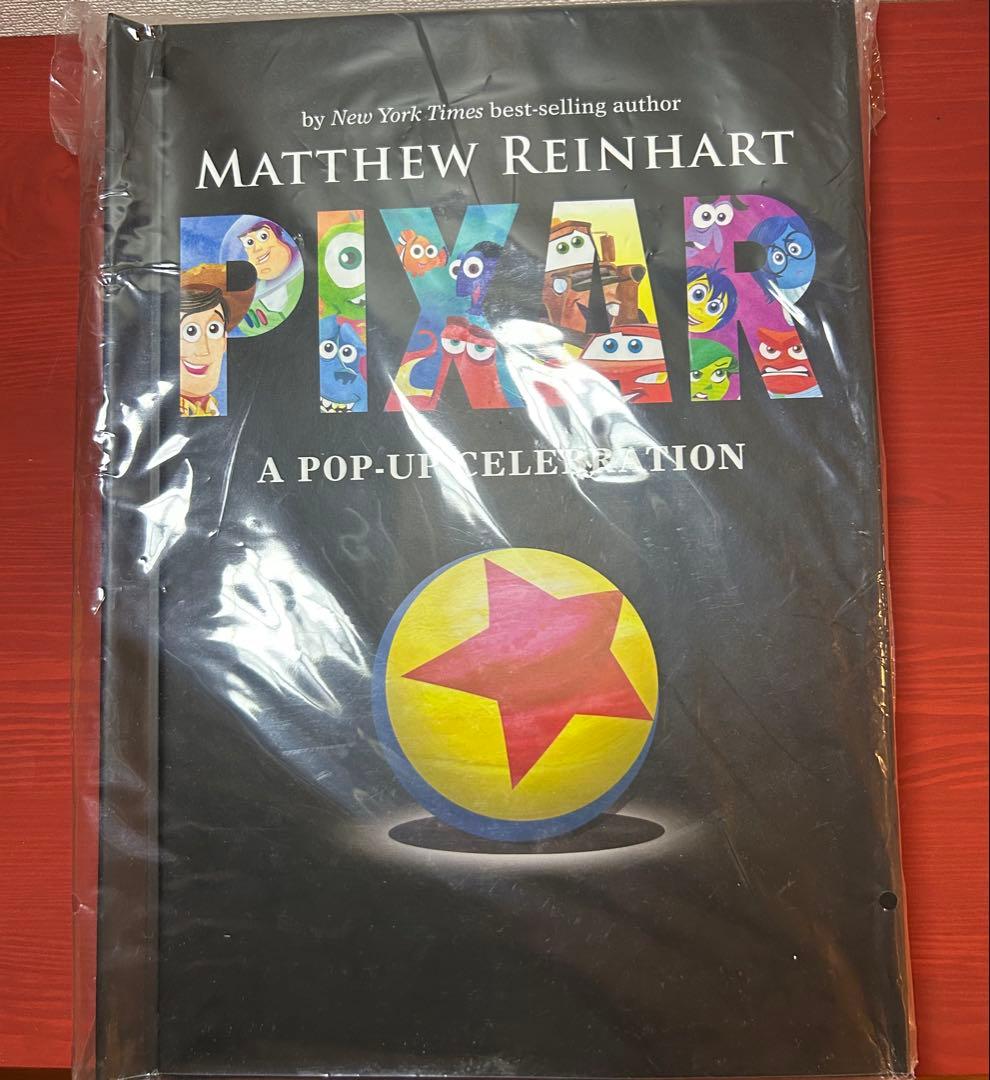 by New York Times best-selling author
MATTHEW REINHART
PIXAR
A POP-UP CELEBRATION